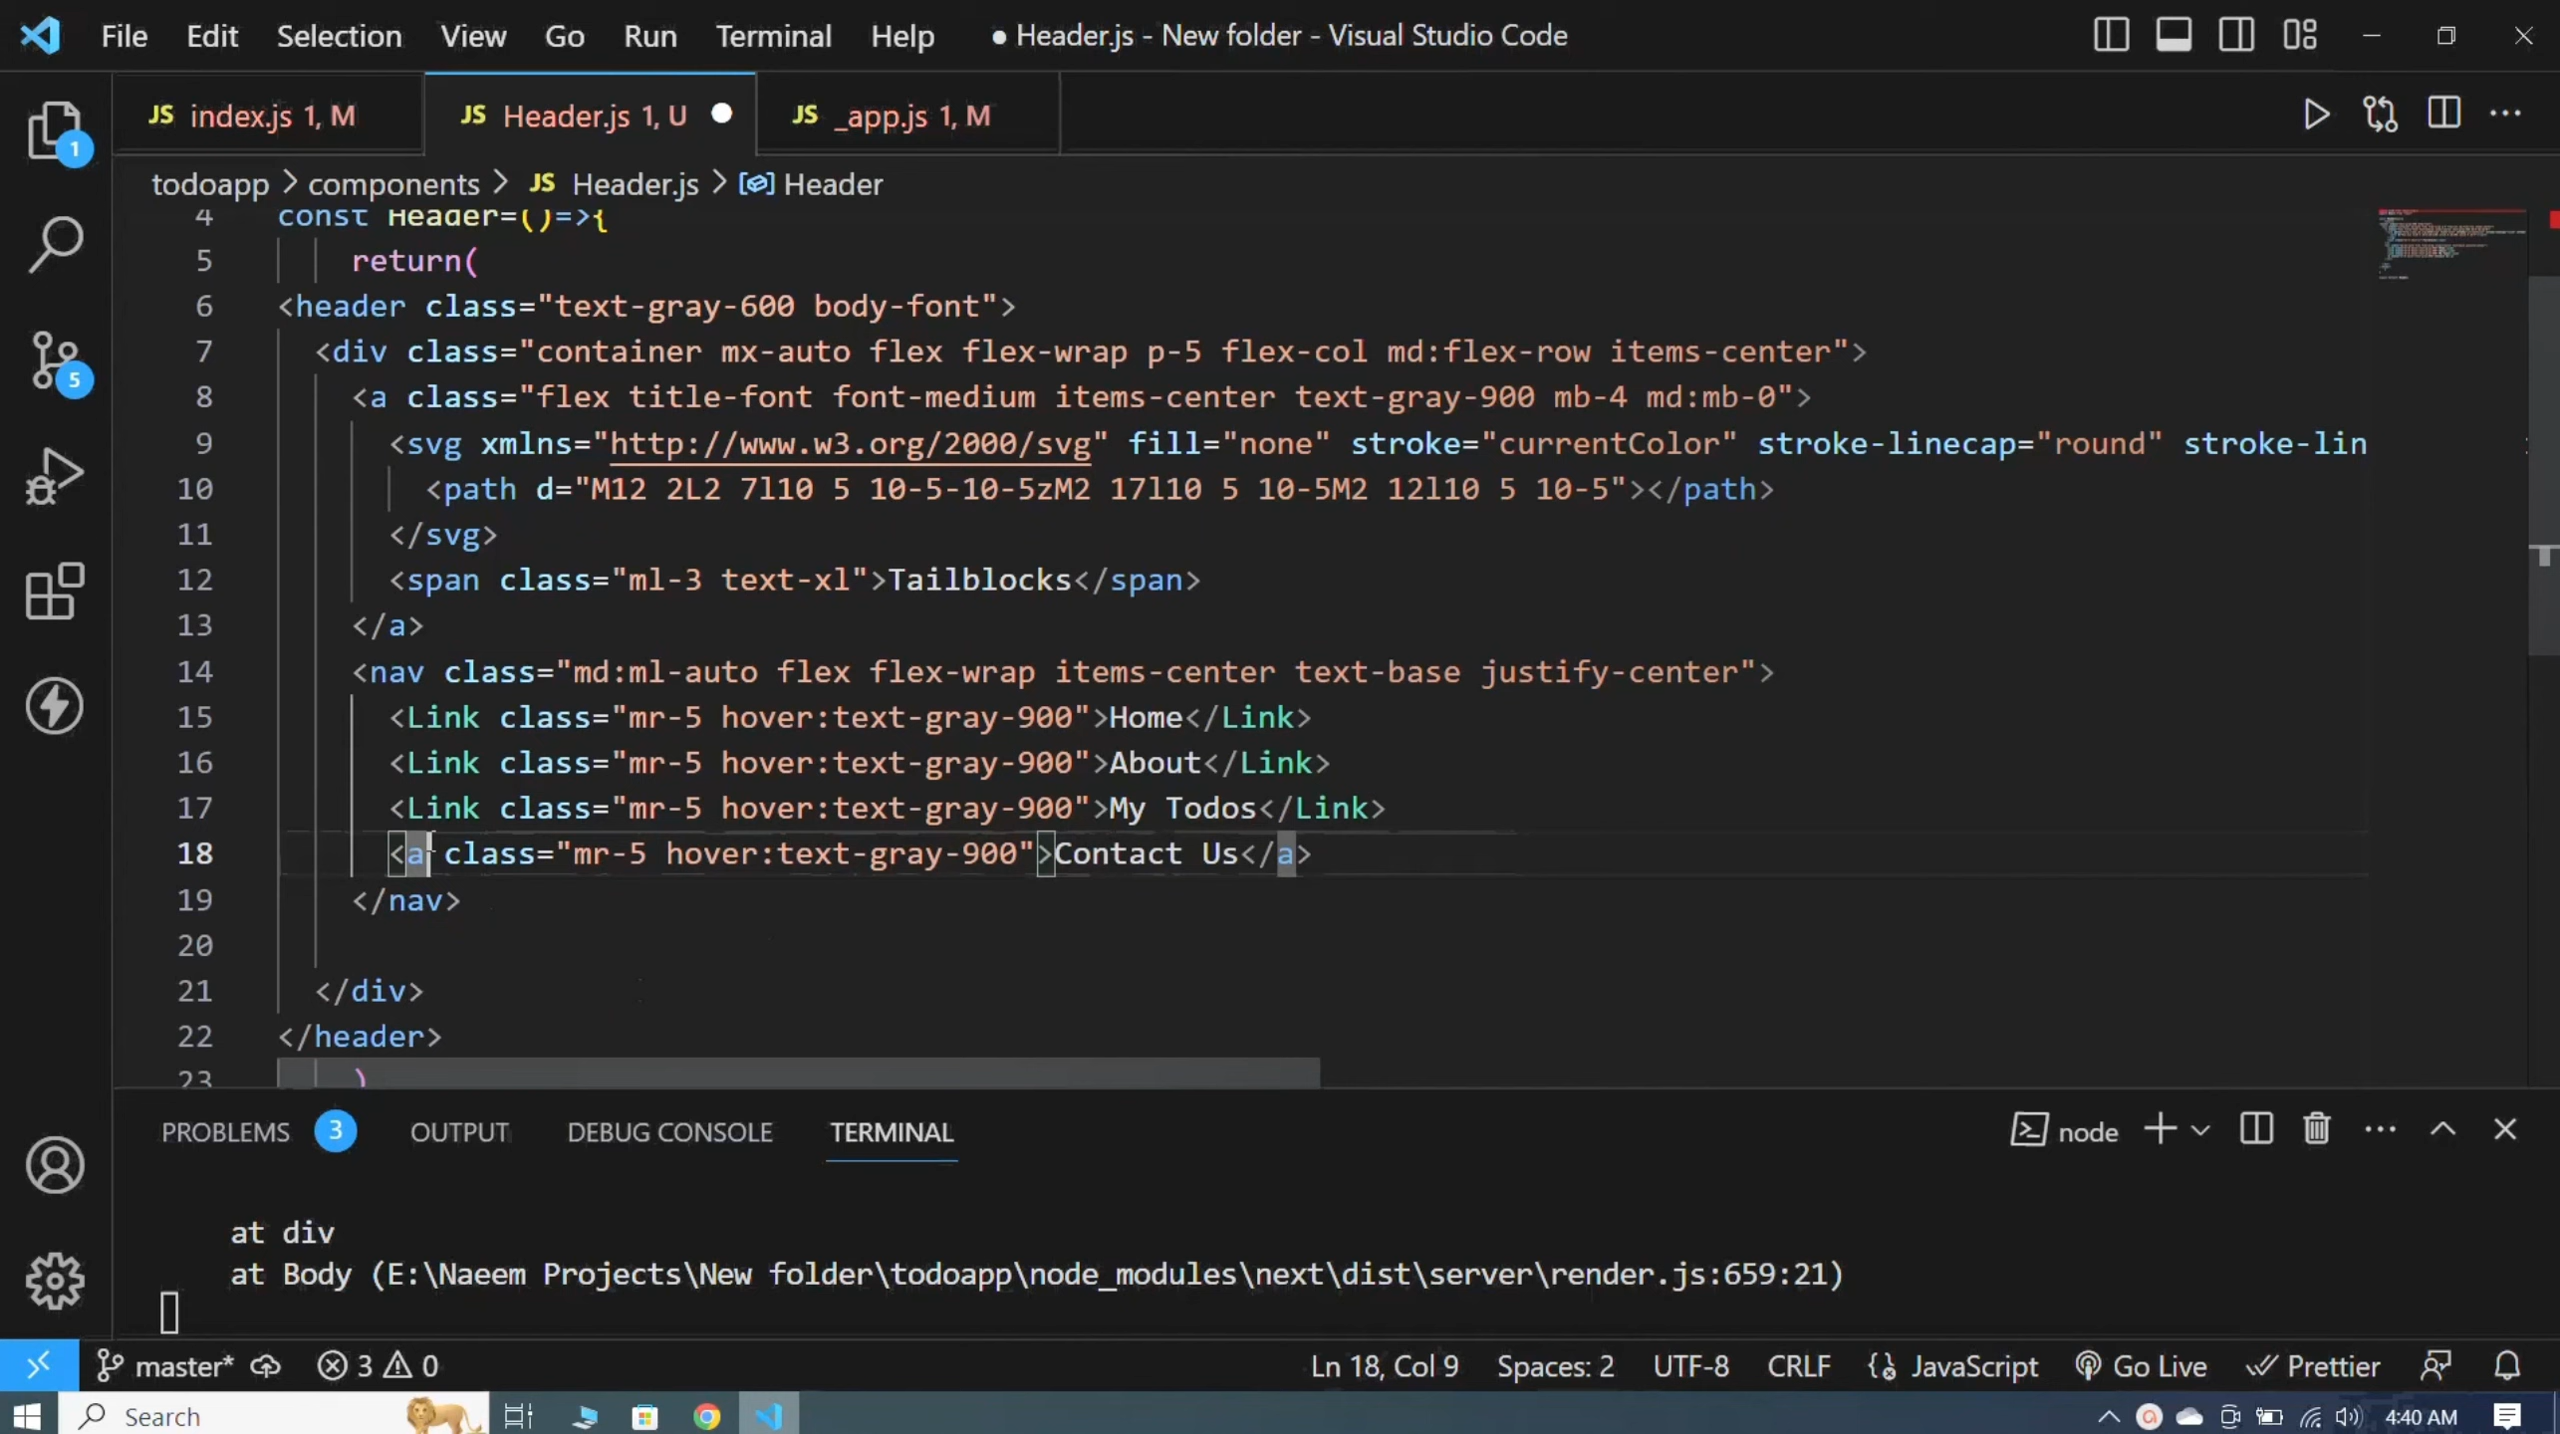 File Edit Selection View Go Run Terminal Help ● Header.js - New folder - Visual Studio Code
JS index.js 1, M JS Header.js 1, U JS _app.js 1, M
todoapp > components > JS Header.js > Header
4 const Header=()=>{
5 return(
6 <header class="text-gray-600 body-font">
7 <div class="container mx-auto flex flex-wrap p-5 flex-col md:flex-row items-center">
8 <a class="flex title-font font-medium items-center text-gray-900 mb-4 md:mb-0">
9 <svg xmlns="http://www.w3.org/2000/svg" fill="none" stroke="currentColor" stroke-linecap="round" stroke-lin
10 <path d="M12 2L2 7l10 5 10-5-10-5zM2 17l10 5 10-5M2 12l10 5 10-5"></path>
11 </svg>
12 <span class="ml-3 text-xl">Tailblocks</span>
13 </a>
14 <nav class="md:ml-auto flex flex-wrap items-center text-base justify-center">
15 <Link class="mr-5 hover:text-gray-900">Home</Link>
16 <Link class="mr-5 hover:text-gray-900">About</Link>
17 <Link class="mr-5 hover:text-gray-900">My Todos</Link>
18 <a class="mr-5 hover:text-gray-900">Contact Us</a>
19 </nav>
20
21 </div>
22 </header>
23 )
PROBLEMS 3 OUTPUT DEBUG CONSOLE TERMINAL node
at div
at Body (E:\Naeem Projects\New folder\todoapp\node_modules\next\dist\server\render.js:659:21)
master* 3 0 Ln 18, Col 9 Spaces: 2 UTF-8 CRLF JavaScript Go Live Prettier
Search 4:40 AM
1
5